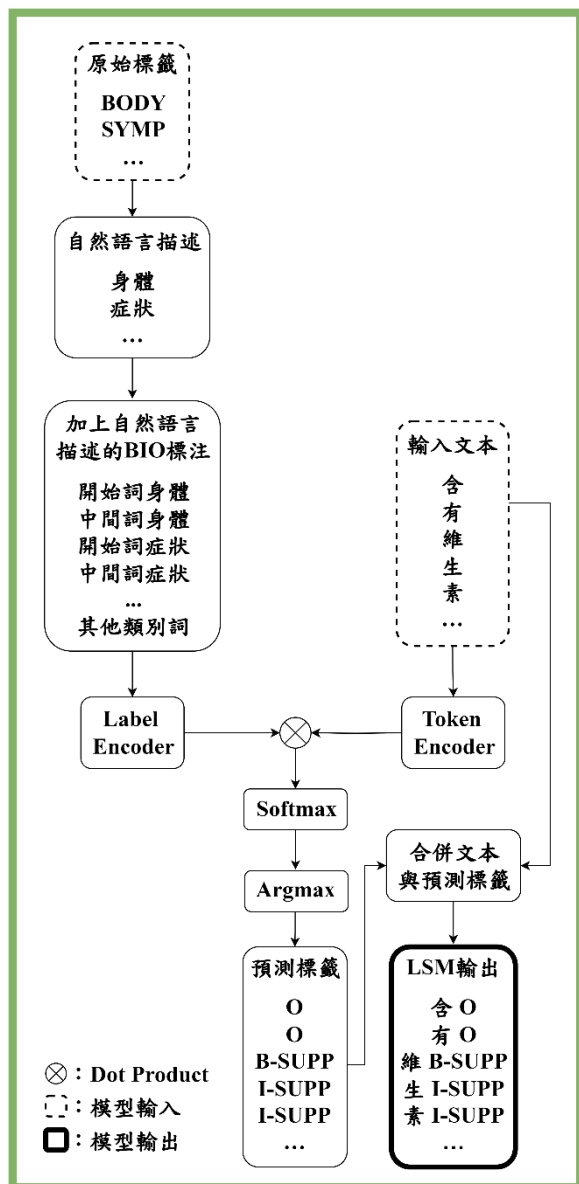 原始標籤
BODY
SYMP
…
自然語言描述
身體
症狀
…
加上自然語言
描述的BIO標注
開始詞身體
中間詞身體
開始詞症狀
中間詞症狀
...
其他類別詞
輸入文本
含
有
維
生
素
…
Label
Encoder
Token
Encoder
Softmax
Argmax
合併文本
與預測標籤
預測標籤
O
O
B-SUPP
I-SUPP
I-SUPP
…
LSM輸出
含 O
有 O
維 B-SUPP
生 I-SUPP
素 I-SUPP
…
：Dot Product
：模型輸入
：模型輸出